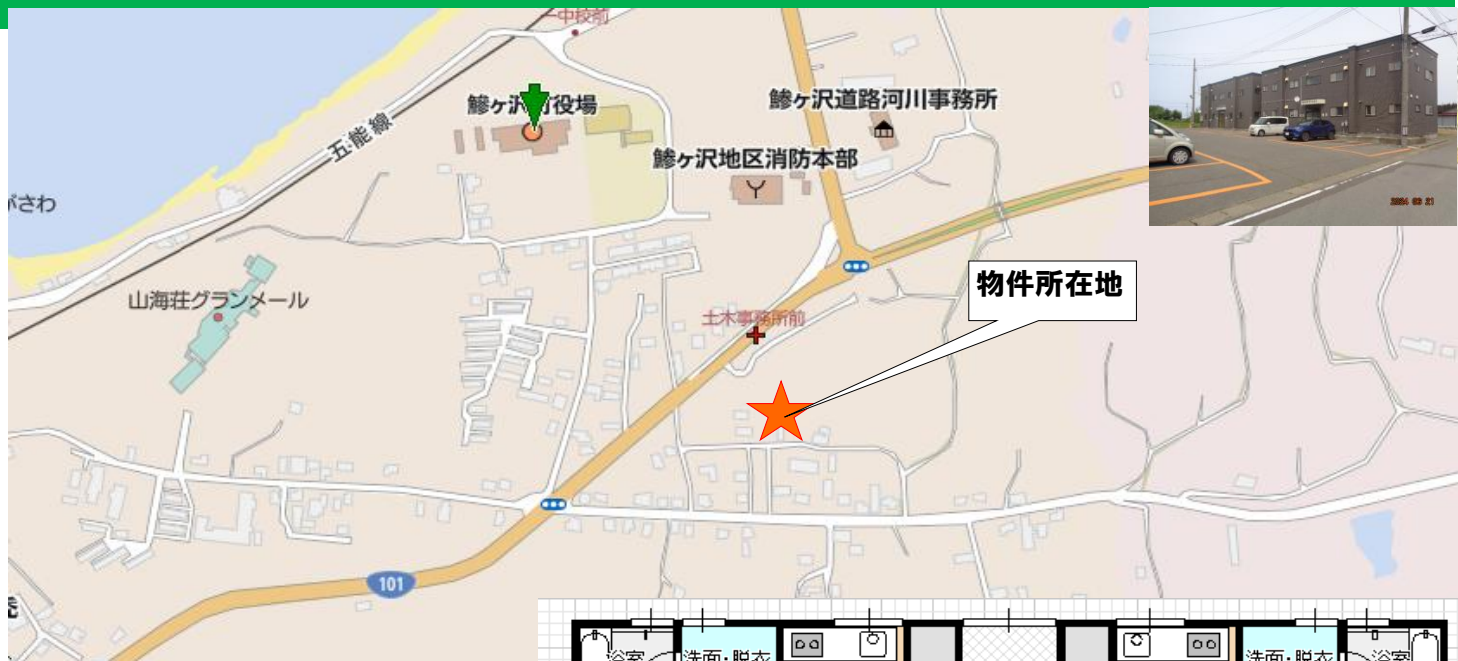 一中校前
鰺ヶ沢町役場
鰺ヶ沢道路河川事務所
五能線
鰺ヶ沢地区消防本部
がさわ
物件所在地
山海荘グランメール
土木事務所前
101
浴室
洗面・脱衣
洗面・脱衣
浴室